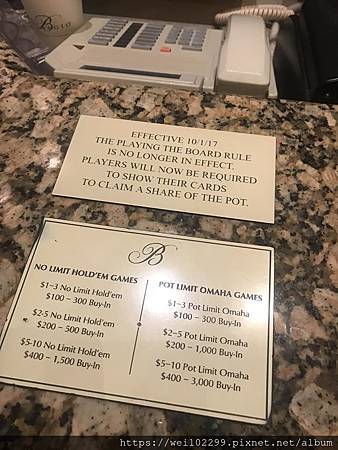 EFFECTIVE 10/1/17
THE PLAYING THE BOARD RULE
IS NO LONGER IN EFFECT.
PLAYERS WILL NOW BE REQUIRED
TO SHOW THEIR CARDS
TO CLAIM A SHARE OF THE POT.
B
NO LIMIT HOLD'EM GAMES
$1-3 No Limit Hold'em
$100 - 300 Buy-In
$2-5 No Limit Hold'em
$200 - 500 Buy-In
$5-10 No Limit Hold'em
$400 - 1,500 Buy-In
POT LIMIT OMAHA GAMES
$1-3 Pot Limit Omaha
$100 - 300 Buy-In
$2-5 Pot Limit Omaha
$200 - 1,000 Buy-In
$5-10 Pot Limit Omaha
$400 - 3,000 Buy-In
https://wei102299.pixnet.net/album